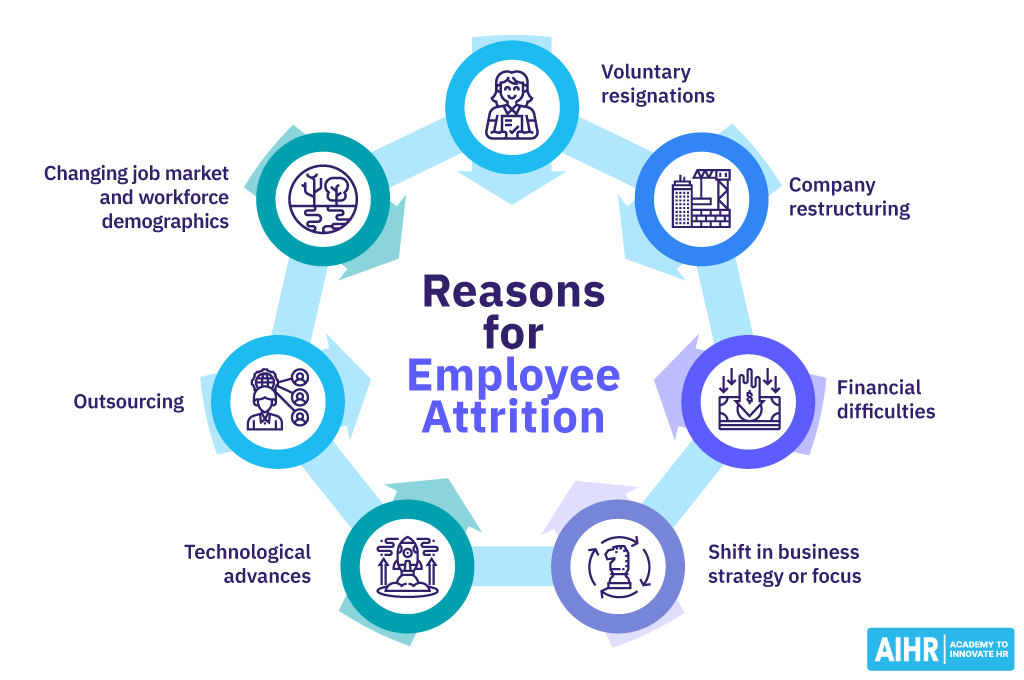 Reasons
for
Employee
Attrition
Voluntary
resignations
Company
restructuring
Financial
difficulties
Shift in business
strategy or focus
Technological
advances
Outsourcing
Changing job market
and workforce
demographics
$
AIHR
ACADEMY TO
INNOVATE HR